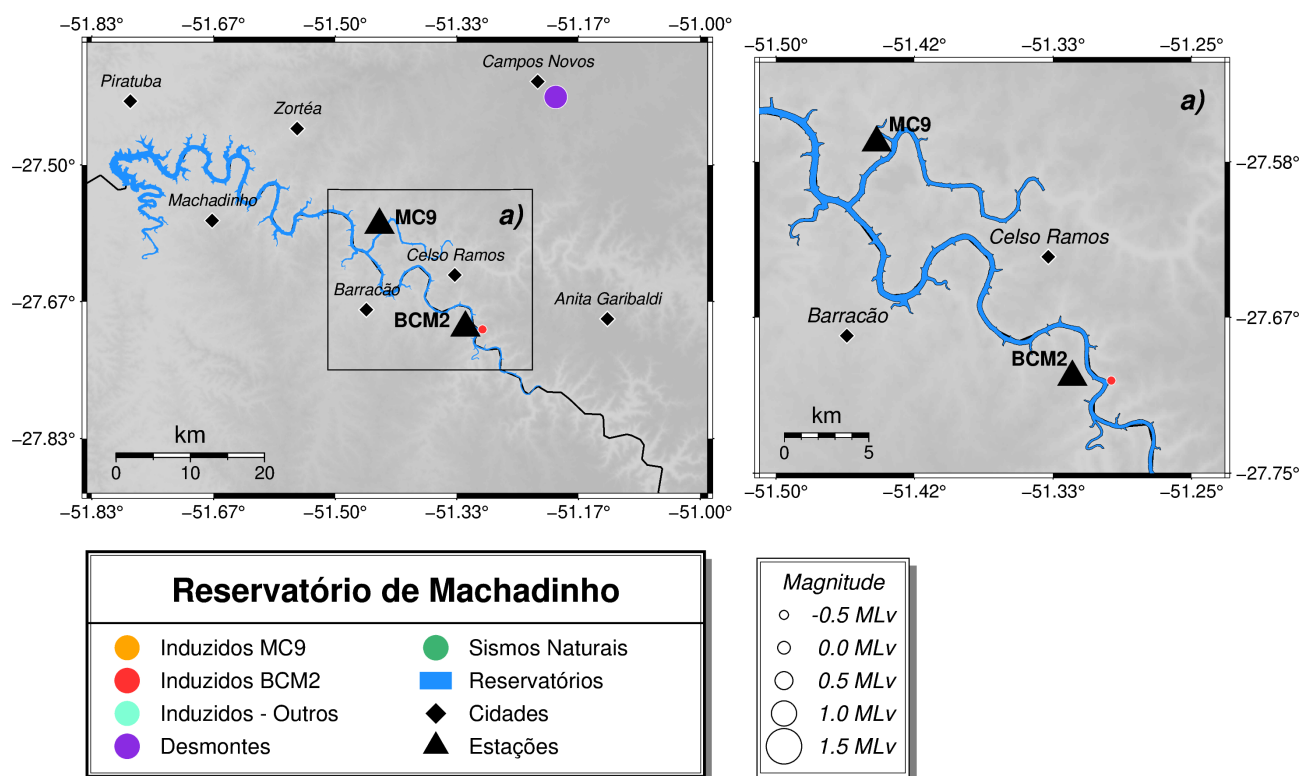 −51.83° −51.67° −51.50° −51.33° −51.17° −51.00°
−27.50°
−27.67°
−27.83°
Piratuba
Zortéa
Campos Novos
Machadinho
MC9
a)
Celso Ramos
Barracão
Anita Garibaldi
BCM2
km
0 10 20
−51.83° −51.67° −51.50° −51.33° −51.17° −51.00°
−51.50° −51.42° −51.33° −51.25°
a)
MC9
−27.58°
Celso Ramos
Barracão
−27.67°
BCM2
km
0 5
−27.75°
−51.50° −51.42° −51.33° −51.25°
Reservatório de Machadinho
Induzidos MC9
Induzidos BCM2
Induzidos - Outros
Desmontes
Sismos Naturais
Reservatórios
Cidades
Estações
Magnitude
-0.5 MLv
0.0 MLv
0.5 MLv
1.0 MLv
1.5 MLv